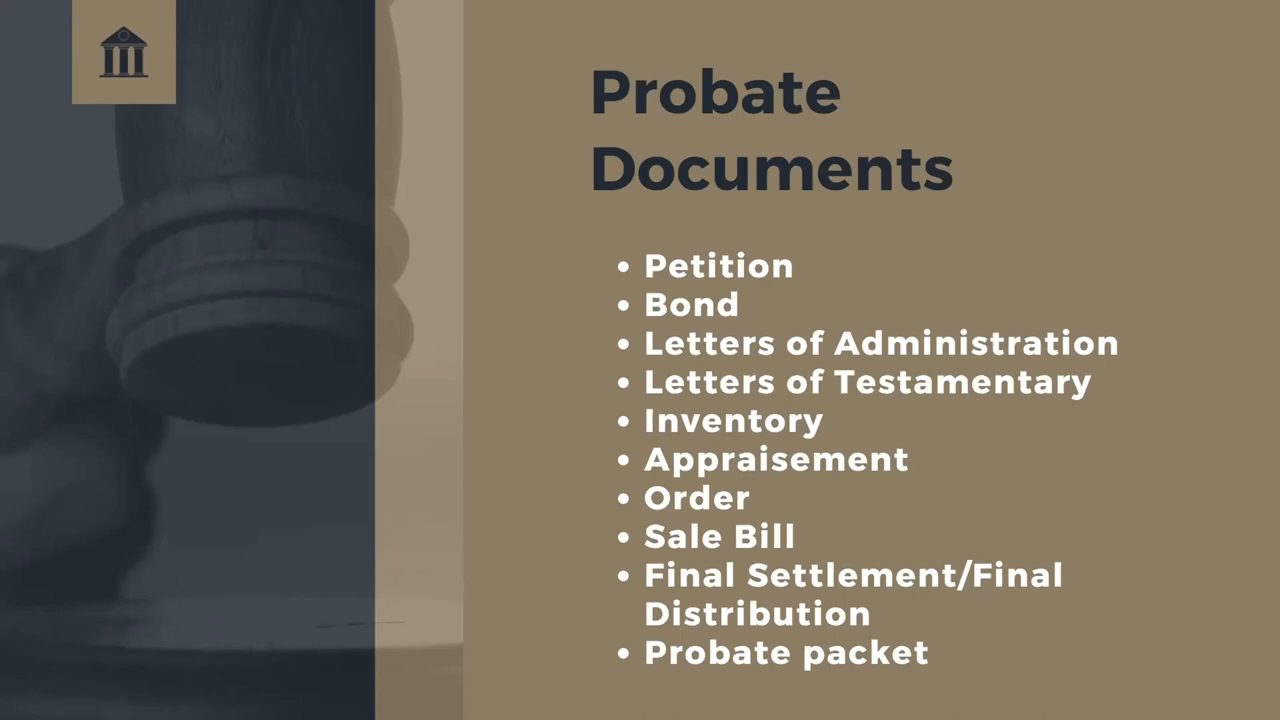 Probate
Documents
• Petition
• Bond
• Letters of Administration
• Letters of Testamentary
• Inventory
• Appraisement
• Order
• Sale Bill
• Final Settlement/Final
Distribution
• Probate packet